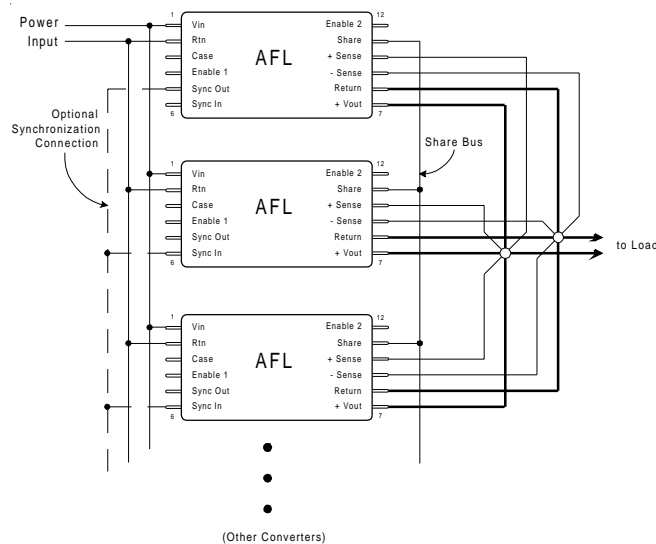 Power
Input
1
Vin
Rtn
Case
Enable 1
Sync Out
Sync In
6
AFL
12
Enable 2
Share
+ Sense
- Sense
Return
+ Vout
7
Optional
Synchronization
Connection
Share Bus
1
Vin
Rtn
Case
Enable 1
Sync Out
Sync In
6
AFL
12
Enable 2
Share
+ Sense
- Sense
Return
+ Vout
7
to Load
1
Vin
Rtn
Case
Enable 1
Sync Out
Sync In
6
AFL
12
Enable 2
Share
+ Sense
- Sense
Return
+ Vout
7
(Other Converters)